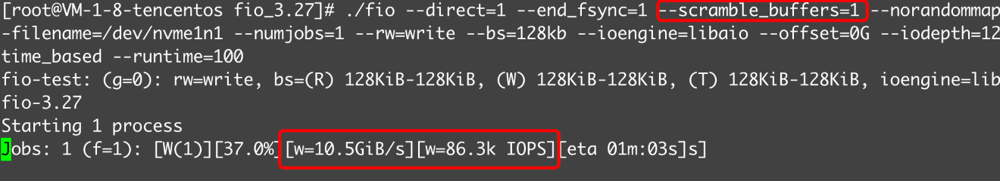 [root@VM-1-8-tencentos fio_3.27]# ./fio --direct=1 --end_fsync=1 --scramble_buffers=1 --norandommap
-filename=/dev/nvme1n1 --numjobs=1 --rw=write --bs=128kb --ioengine=libaio --offset=0G --iodepth=12
time_based --runtime=100
fio-test: (g=0): rw=write, bs=(R) 128KiB-128KiB, (W) 128KiB-128KiB, (T) 128KiB-128KiB, ioengine=lib
fio-3.27
Starting 1 process
Jobs: 1 (f=1): [W(1)][37.0%][w=10.5GiB/s][w=86.3k IOPS][eta 01m:03s]s]